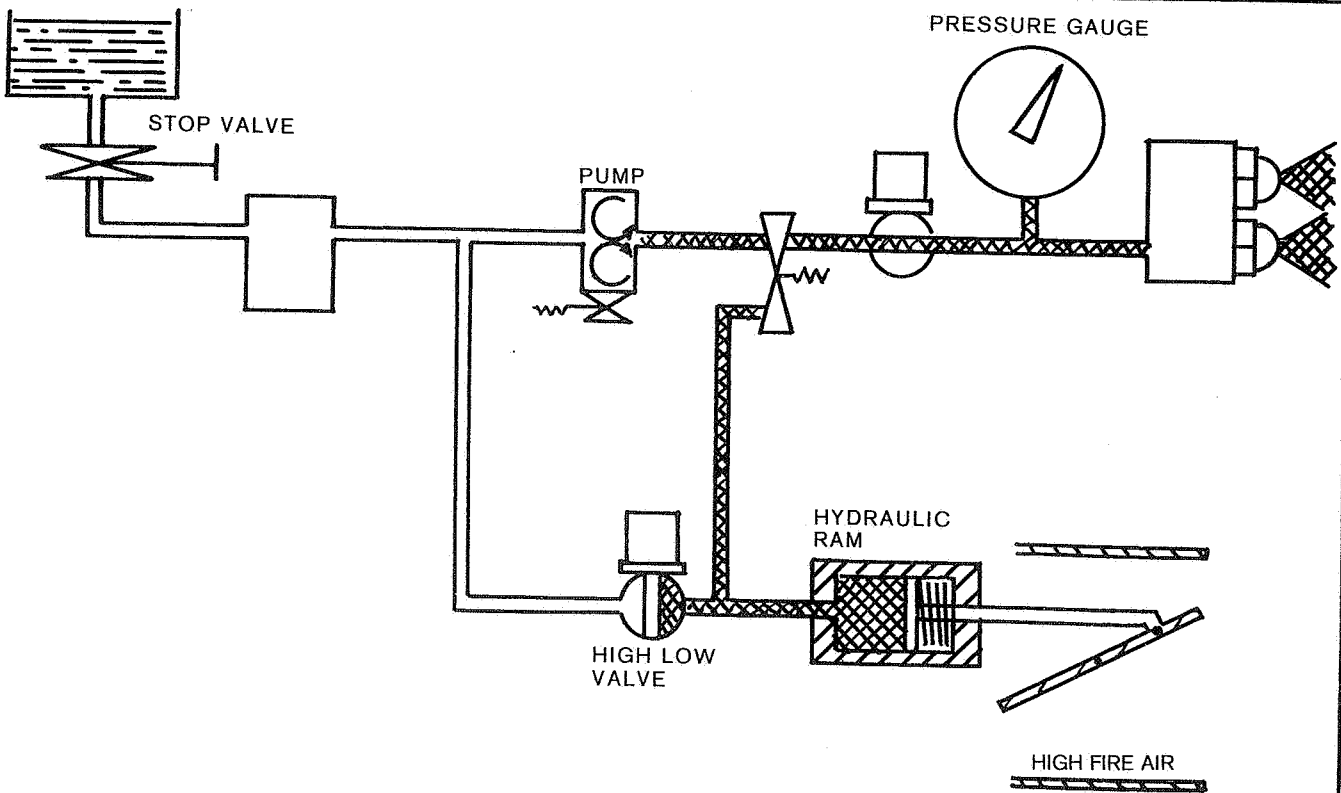 PRESSURE GAUGE
STOP VALVE
PUMP
HYDRAULIC
RAM
HIGH LOW
VALVE
HIGH FIRE AIR